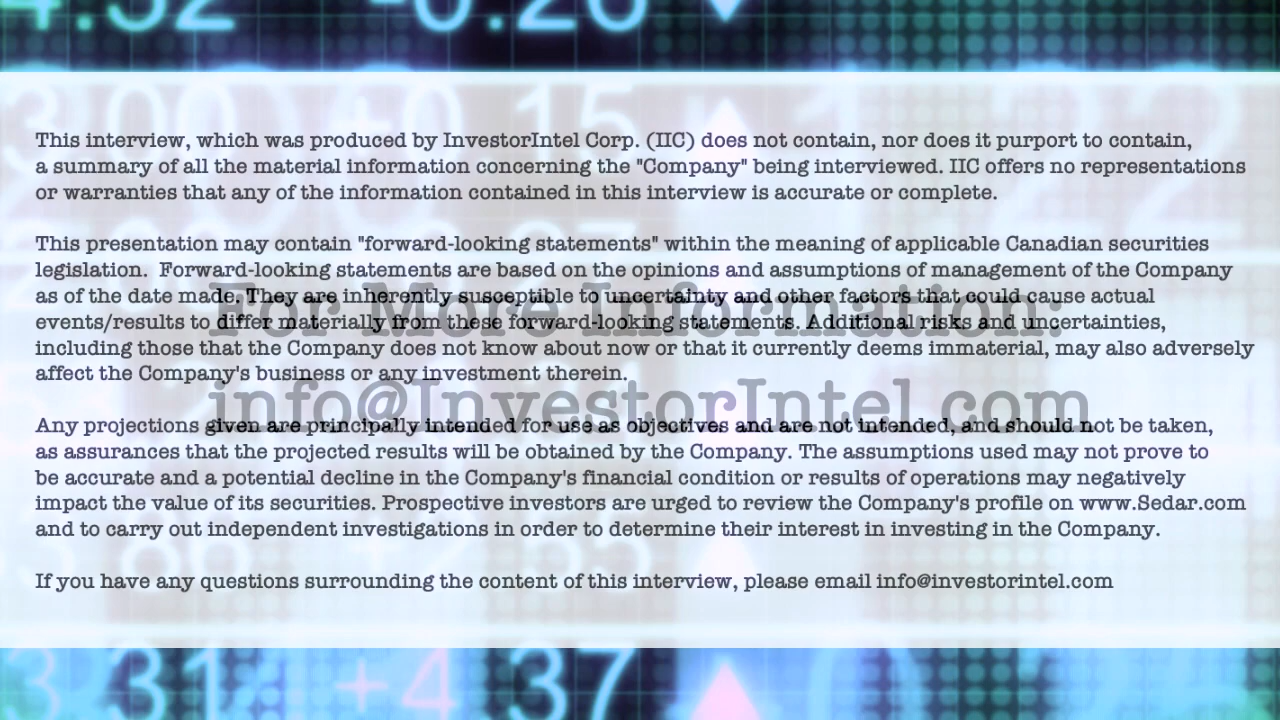 4.52 -0.26
This interview, which was produced by InvestorIntel Corp. (IIC) does not contain, nor does it purport to contain,
a summary of all the material information concerning the "Company" being interviewed. IIC offers no representations
or warranties that any of the information contained in this interview is accurate or complete.
This presentation may contain "forward-looking statements" within the meaning of applicable Canadian securities
legislation. Forward-looking statements are based on the opinions and assumptions of management of the Company
as of the date made. They are inherently susceptible to uncertainty and other factors that could cause actual
events/results to differ materially from these forward-looking statements. Additional risks and uncertainties,
including those that the Company does not know about now or that it currently deems immaterial, may also adversely
affect the Company's business or any investment therein.
For More Information:
info@InvestorIntel.com
Any projections given are principally intended for use as objectives and are not intended, and should not be taken,
as assurances that the projected results will be obtained by the Company. The assumptions used may not prove to
be accurate and a potential decline in the Company's financial condition or results of operations may negatively
impact the value of its securities. Prospective investors are urged to review the Company's profile on www.Sedar.com
and to carry out independent investigations in order to determine their interest in investing in the Company.
If you have any questions surrounding the content of this interview, please email info@investorintel.com
3.31 +4.37